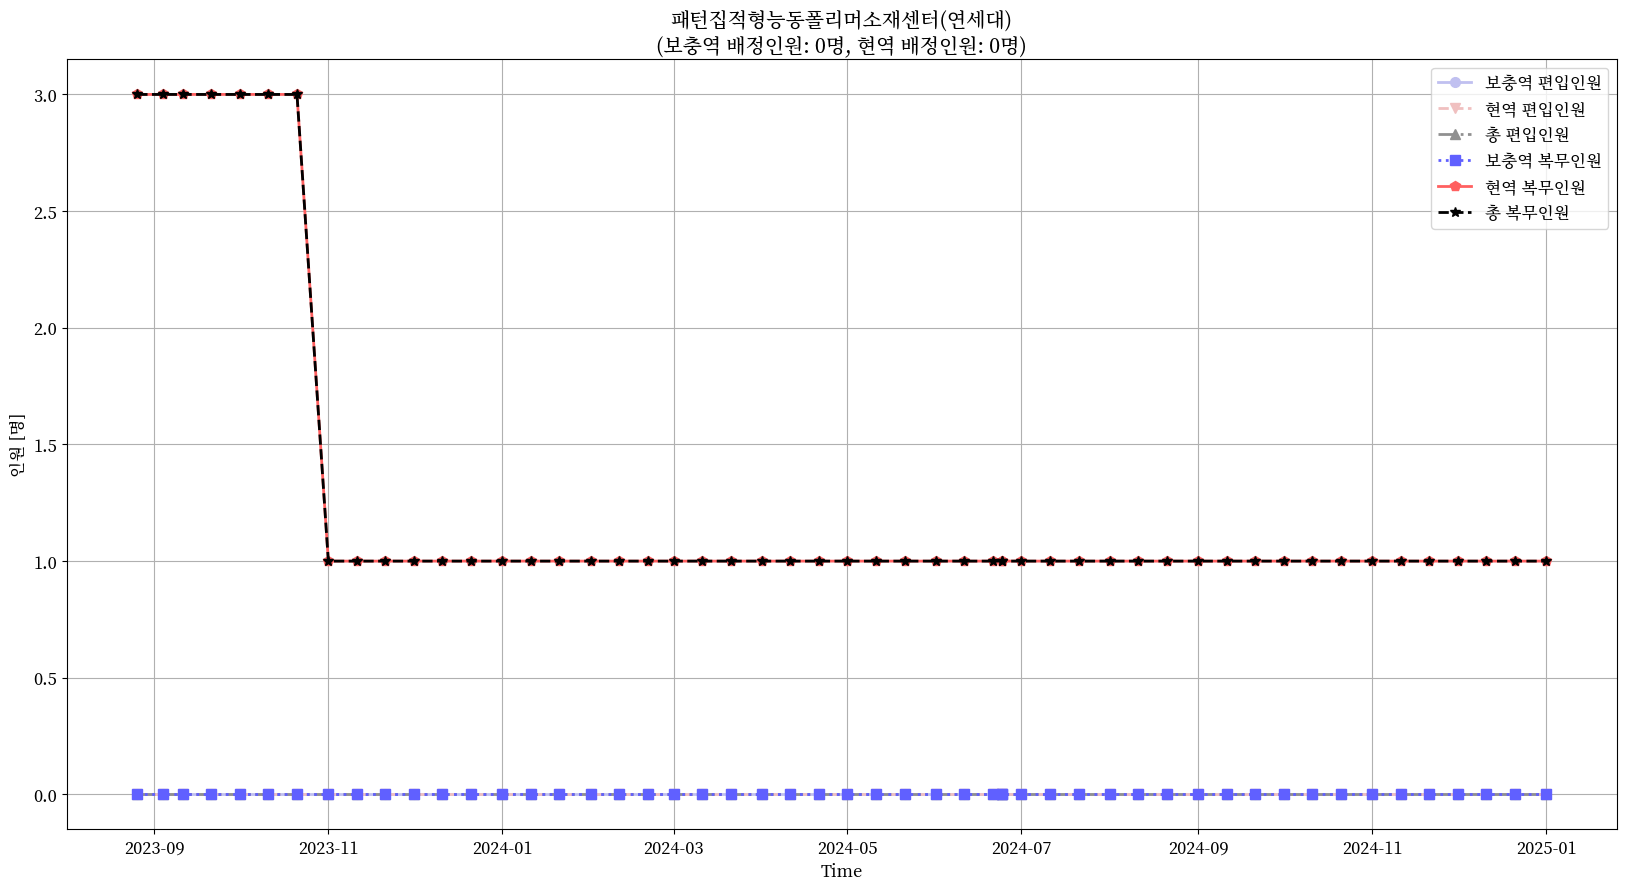 패턴집적형능동폴리머소재센터(연세대)
(보충역 배정인원: 0명, 현역 배정인원: 0명)
보충역 편입인원
현역 편입인원
총 편입인원
보충역 복무인원
현역 복무인원
총 복무인원
인원 [명]
3.0
2.5
2.0
1.5
1.0
0.5
0.0
2023-09 2023-11 2024-01 2024-03 2024-05 2024-07 2024-09 2024-11 2025-01
Time